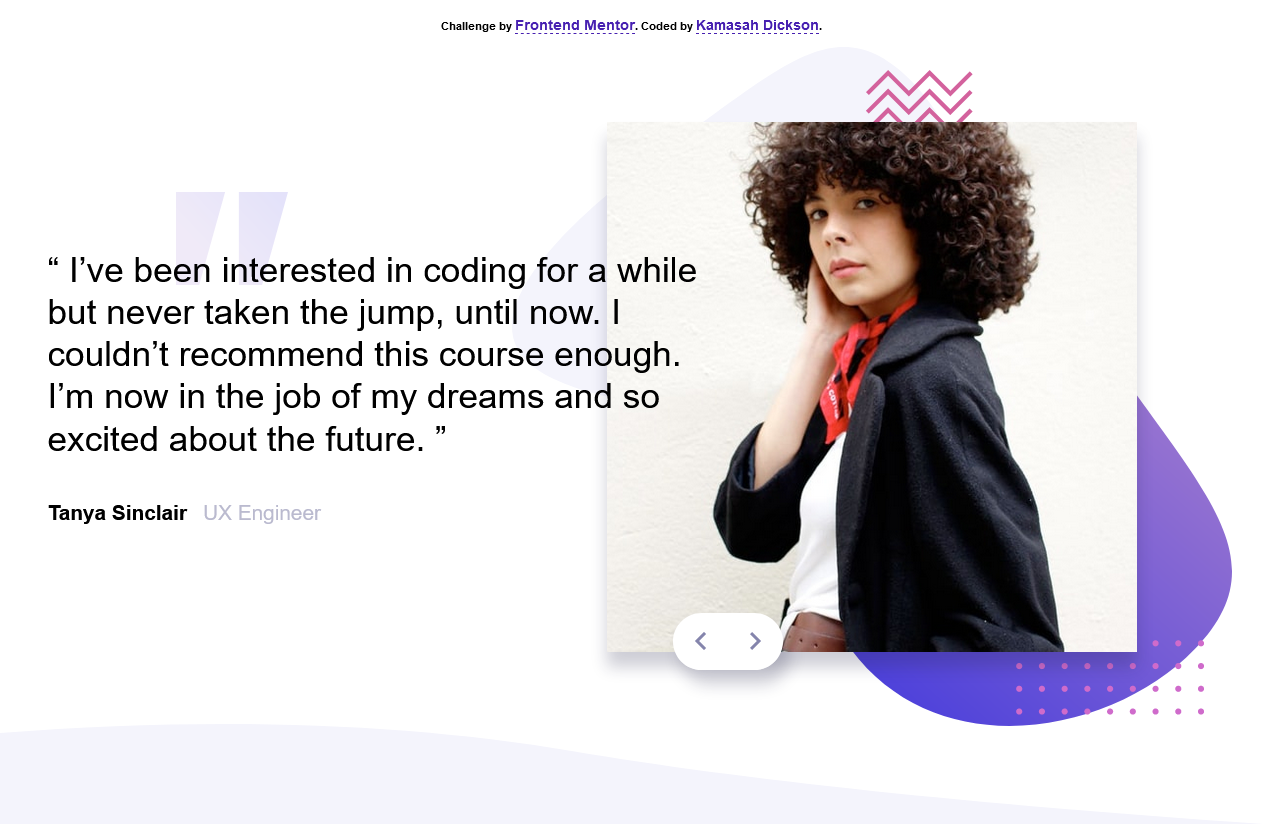 Challenge by Frontend Mentor. Coded by Kamasah Dickson.
“ I’ve been interested in coding for a while
but never taken the jump, until now. I
couldn’t recommend this course enough.
I’m now in the job of my dreams and so
excited about the future. ”
Tanya Sinclair UX Engineer